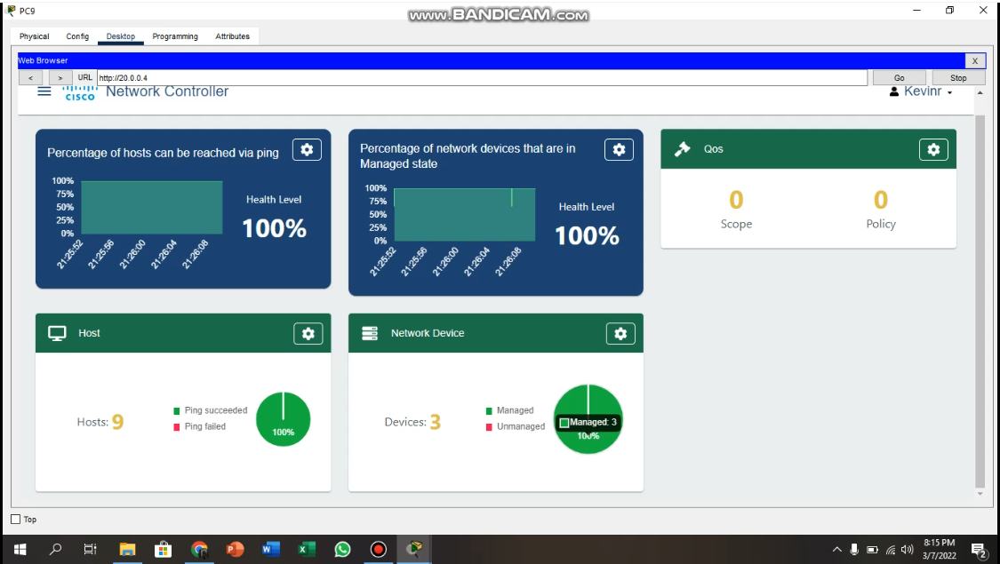 PC9
www.BANDICAM.com
Physical Config Desktop Programming Attributes
Web Browser X
< > URL http://20.0.0.4 Go Stop
CISCO Network Controller Kevinr
Percentage of hosts can be reached via ping
100%
75%
50%
25%
0%
21:25:52 21:25:56 21:26:00 21:26:04 21:26:08
Health Level
100%
Percentage of network devices that are in
Managed state
100%
75%
50%
25%
0%
21:25:52 21:25:56 21:26:00 21:26:04 21:26:08
Health Level
100%
Qos
0 0
Scope Policy
Host
Hosts: 9
Ping succeeded
Ping failed
100%
Network Device
Devices: 3
Managed
Unmanaged
Managed: 3
100%
Top
8:15 PM
3/7/2022
2